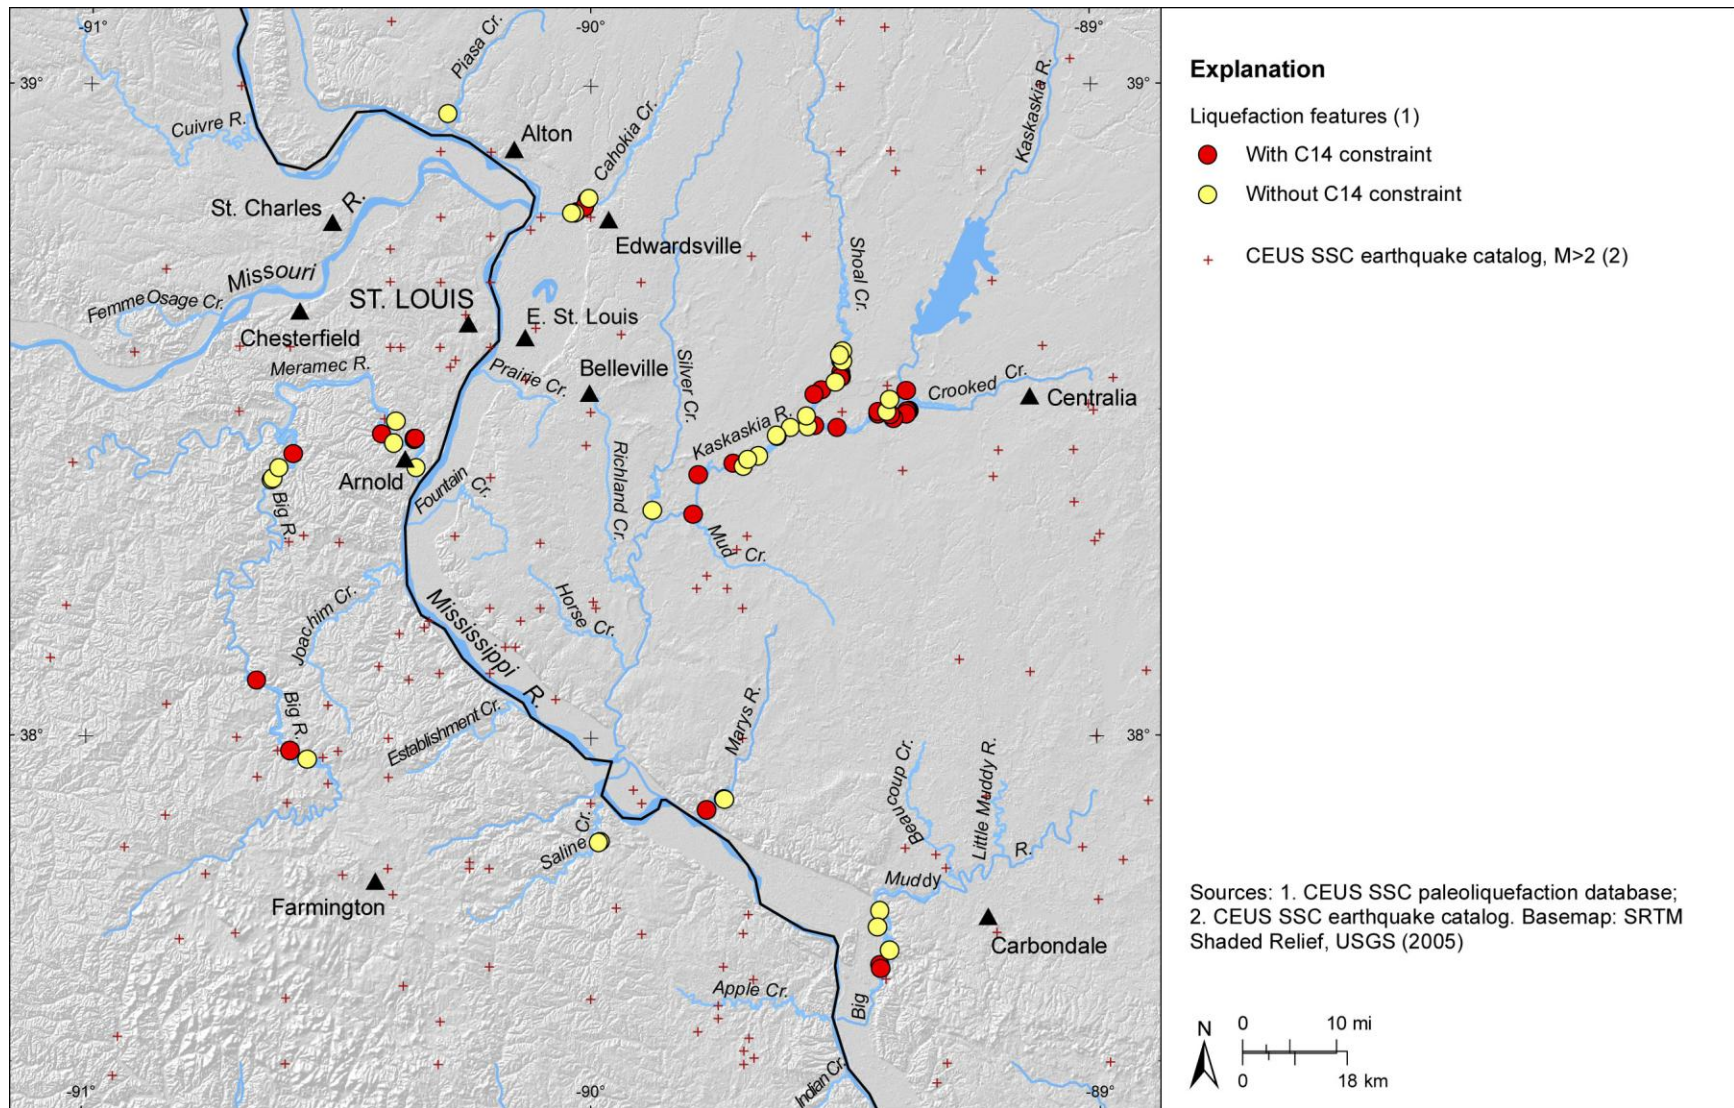 -91°
-90°
-89°
39°
39°
Piasa Cr.
Kaskaskia R.
Cuivre R.
Alton
Cahokia Cr.
St. Charles
Missouri R.
Edwardsville
Shoal Cr.
Femme Osage Cr.
ST. LOUIS
E. St. Louis
Chesterfield
Meramec R.
Prairie Cr.
Belleville
Silver Cr.
Crooked Cr.
Centralia
Kaskaskia R.
Arnold
Fountain Cr.
Richland Cr.
Big R.
Mud Cr.
Joachim Cr.
Horse Cr.
Mississippi R.
Big R.
Establishment Cr.
Marys R.
38°
38°
Beaucoup Cr.
Little Muddy R.
Saline Cr.
Big Muddy R.
Farmington
Carbondale
Apple Cr.
Indian Cr.
-91°
-90°
-89°
Explanation
Liquefaction features (1)
With C14 constraint
Without C14 constraint
CEUS SSC earthquake catalog, M>2 (2)
Sources: 1. CEUS SSC paleoliquefaction database;
2. CEUS SSC earthquake catalog. Basemap: SRTM
Shaded Relief, USGS (2005)
N
0 10 mi
0 18 km